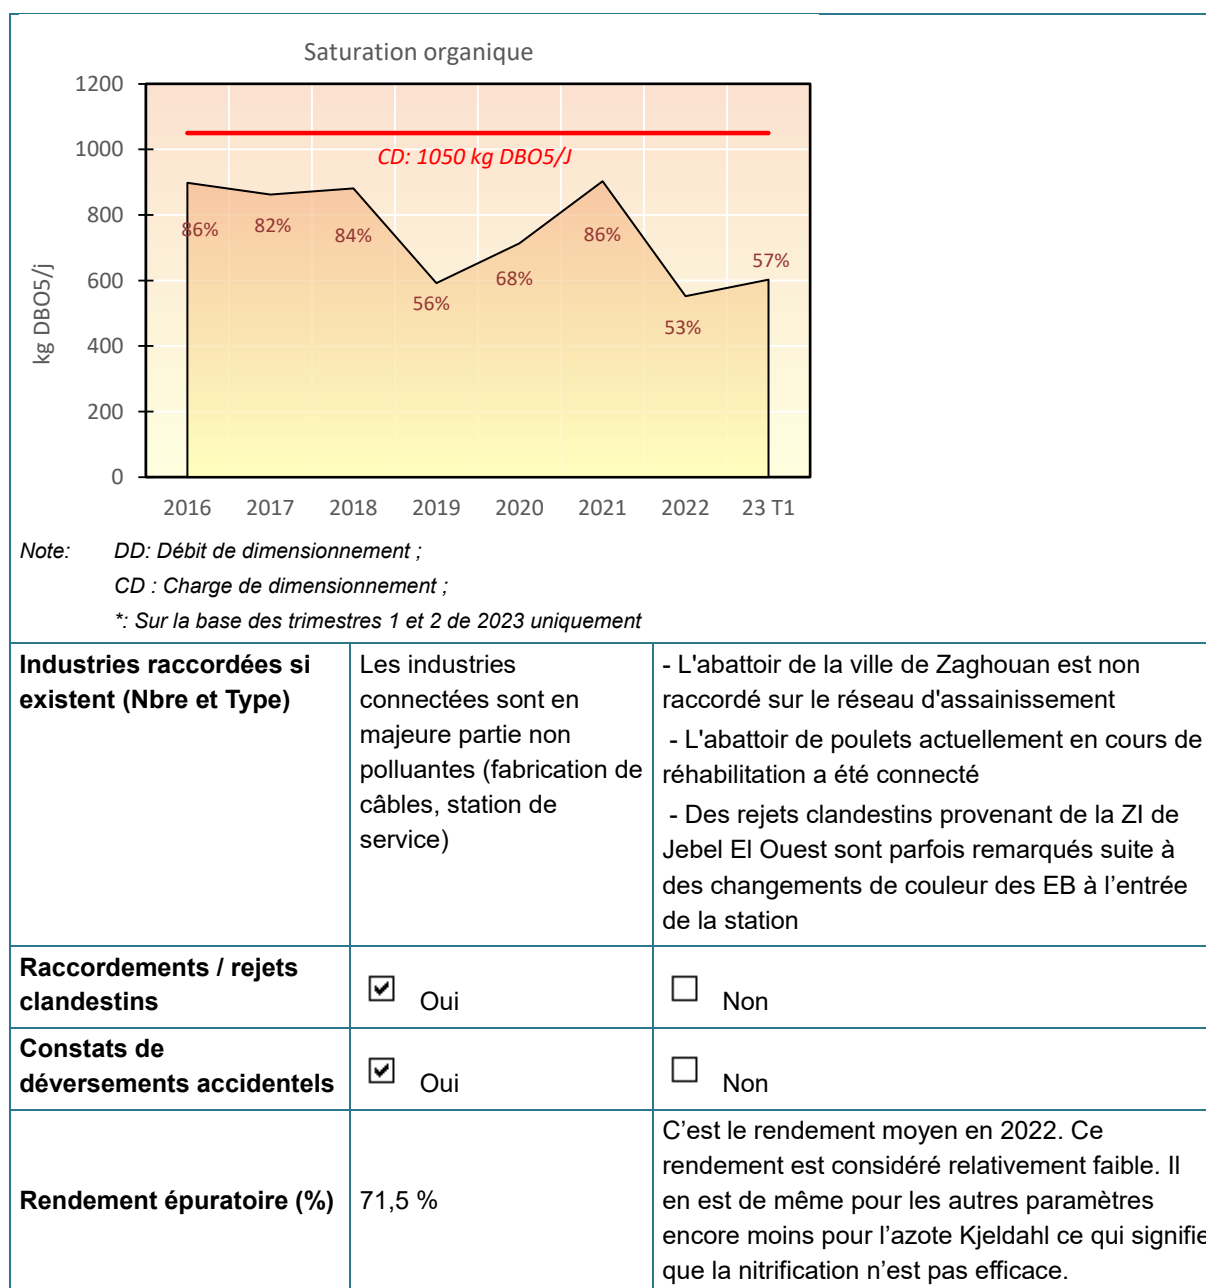 Saturation organique
1200
1000
800
600
400
200
0
kg DBO5/j
CD: 1050 kg DBO5/J
86%
82%
84%
56%
68%
86%
53%
57%
2016 2017 2018 2019 2020 2021 2022 23 T1
Note: DD: Débit de dimensionnement ;
CD : Charge de dimensionnement ;
*: Sur la base des trimestres 1 et 2 de 2023 uniquement
Industries raccordées si
existent (Nbre et Type)
Les industries
connectées sont en
majeure partie non
polluantes (fabrication de
câbles, station de
service)
- L'abattoir de la ville de Zaghouan est non
raccordé sur le réseau d'assainissement
- L'abattoir de poulets actuellement en cours de
réhabilitation a été connecté
- Des rejets clandestins provenant de la ZI de
Jebel El Ouest sont parfois remarqués suite à
des changements de couleur des EB à l’entrée
de la station
Raccordements / rejets
clandestins
Oui
Non
Constats de
déversements accidentels
Oui
Non
Rendement épuratoire (%)
71,5 %
C’est le rendement moyen en 2022. Ce
rendement est considéré relativement faible. Il
en est de même pour les autres paramètres
encore moins pour l’azote Kjeldahl ce qui signifie
que la nitrification n’est pas efficace.